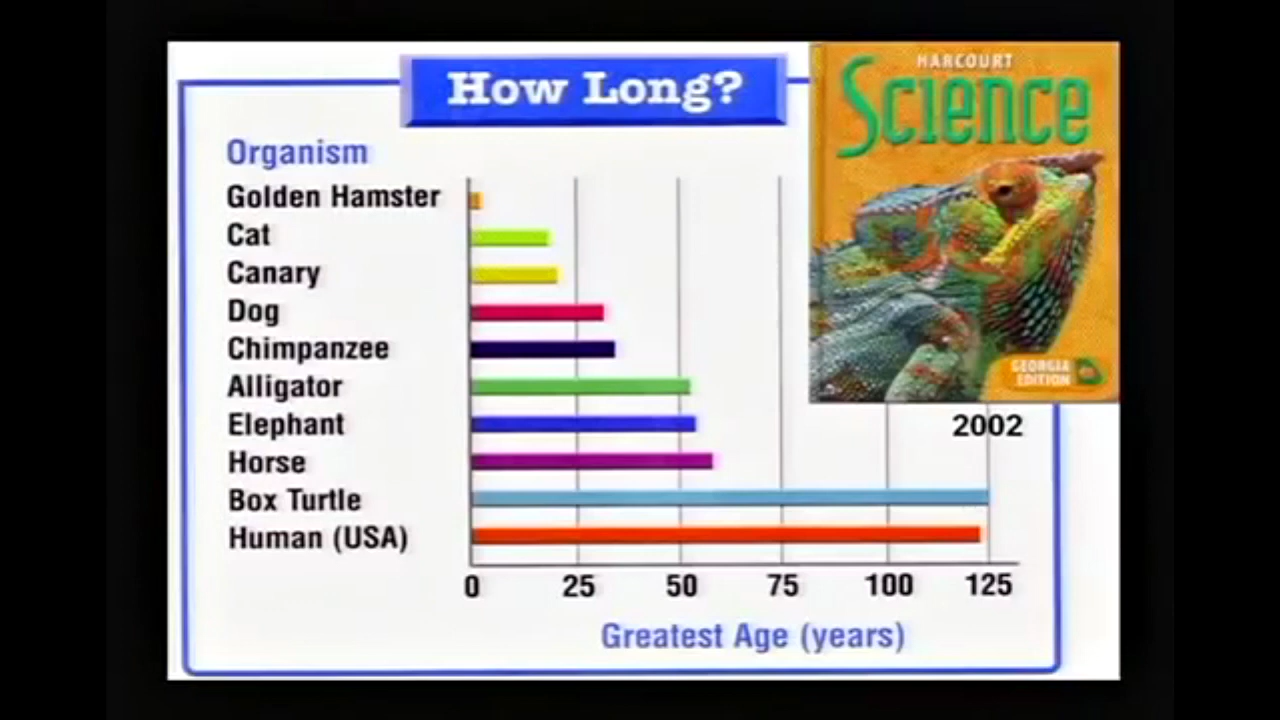 How Long?
HARCOURT
Science
Organism
Golden Hamster
Cat
Canary
Dog
Chimpanzee
Alligator
Elephant
Horse
Box Turtle
Human (USA)
GEORGIA
EDITION
2002
0 25 50 75 100 125
Greatest Age (years)